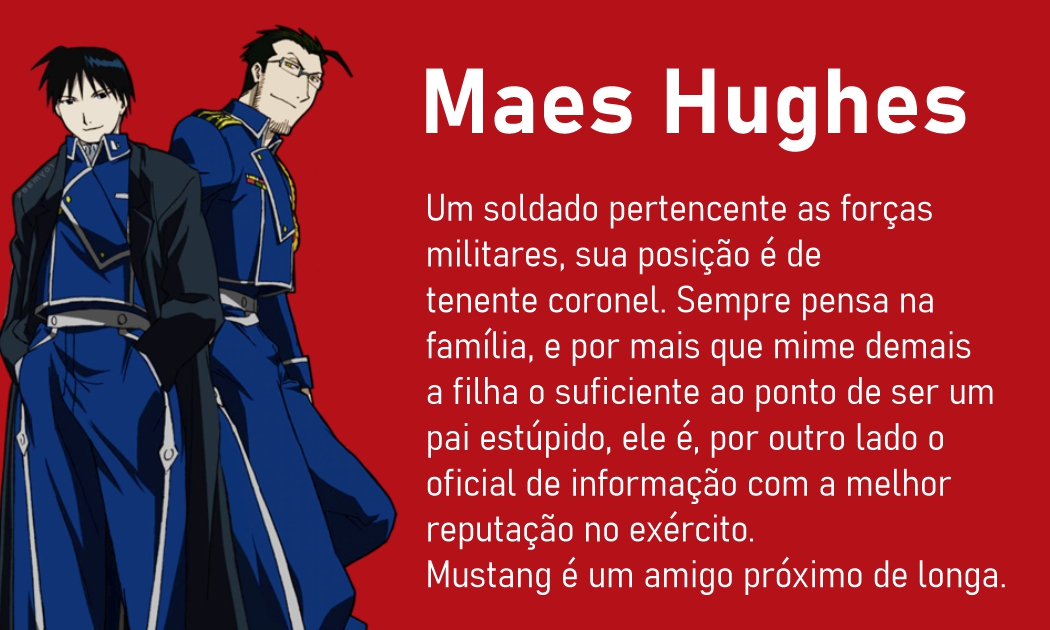 Maes Hughes
Um soldado pertencente as forças
militares, sua posição é de
tenente coronel. Sempre pensa na
família, e por mais que mime demais
a filha o suficiente ao ponto de ser um
pai estúpido, ele é, por outro lado o
oficial de informação com a melhor
reputação no exército.
Mustang é um amigo próximo de longa.